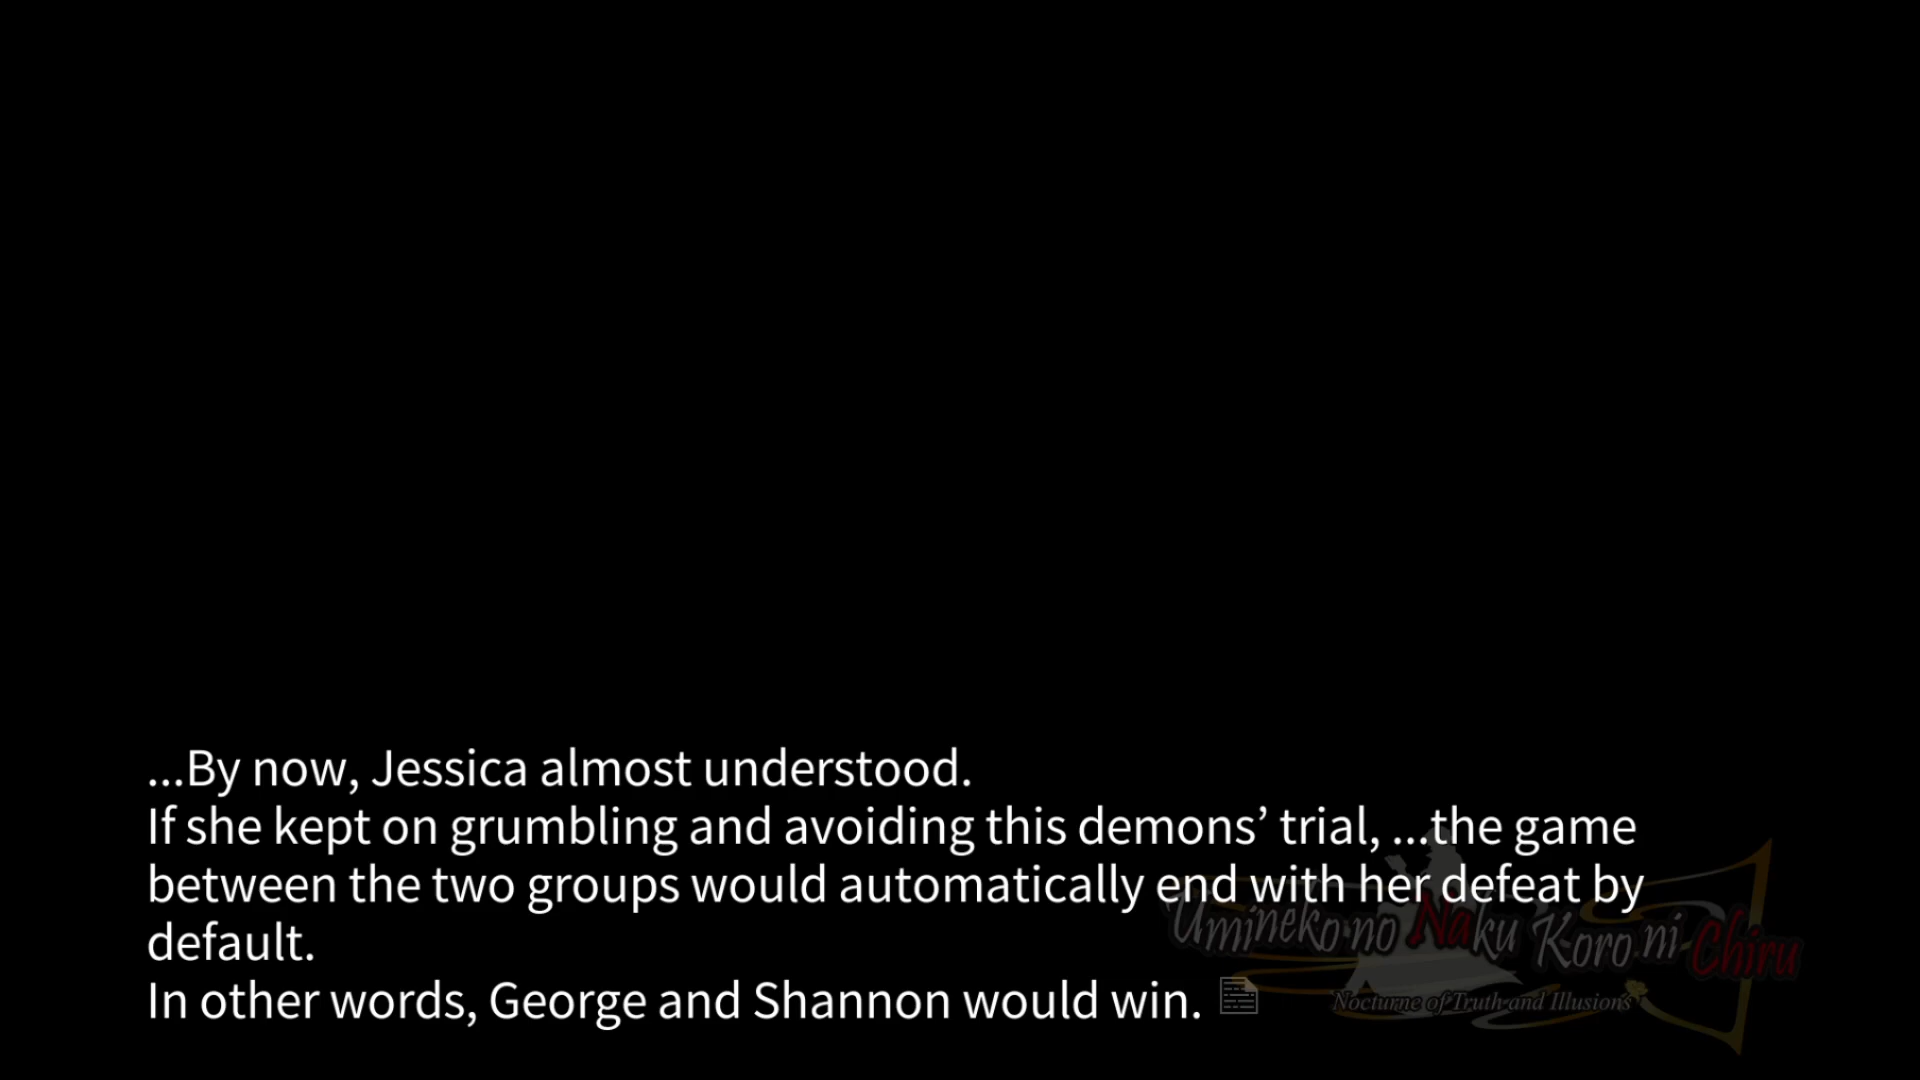 ...By now, Jessica almost understood.
If she kept on grumbling and avoiding this demons’ trial, ...the game
between the two groups would automatically end with her defeat by
default.
In other words, George and Shannon would win.
Umineko no Naku Koro ni Chiru
Nocturne of Truth and Illusions